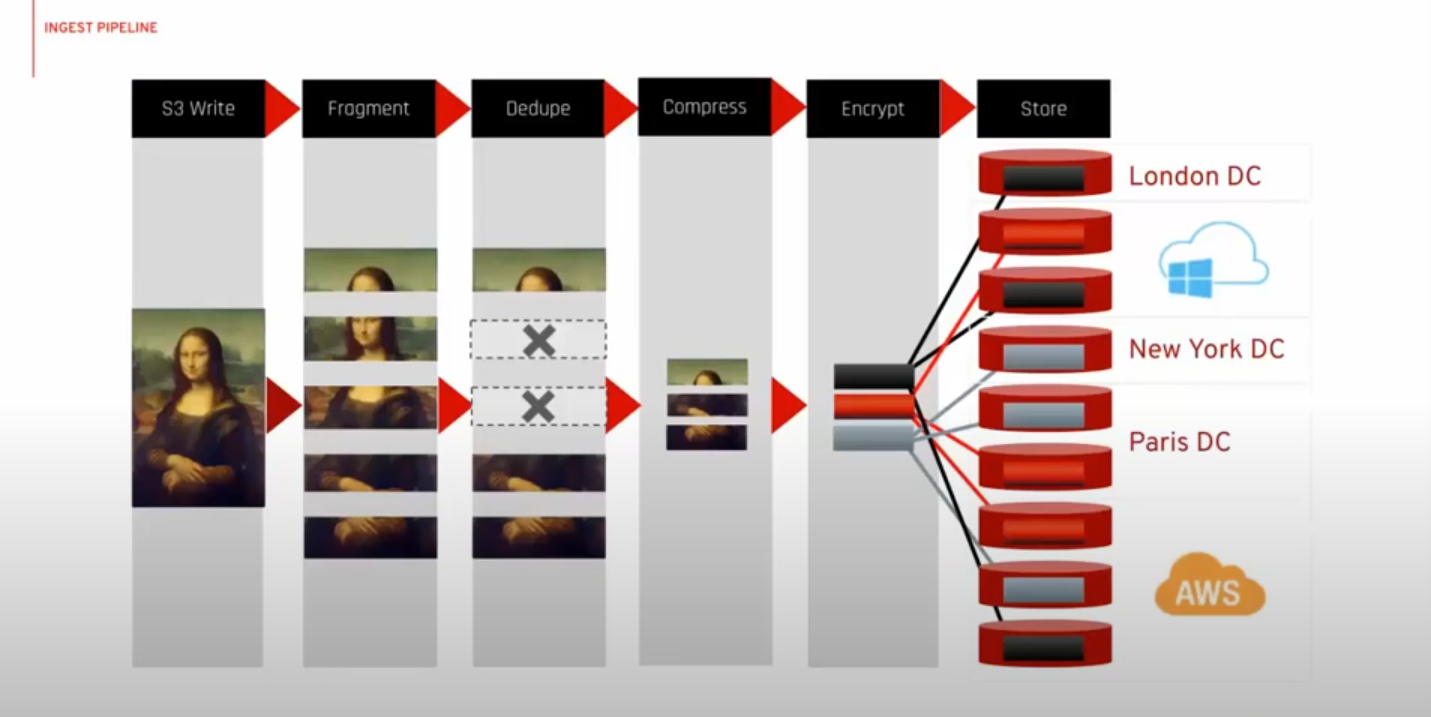 INGEST PIPELINE
S3 Write
Fragment
Dedupe
Compress
Encrypt
Store
London DC
New York DC
Paris DC
AWS